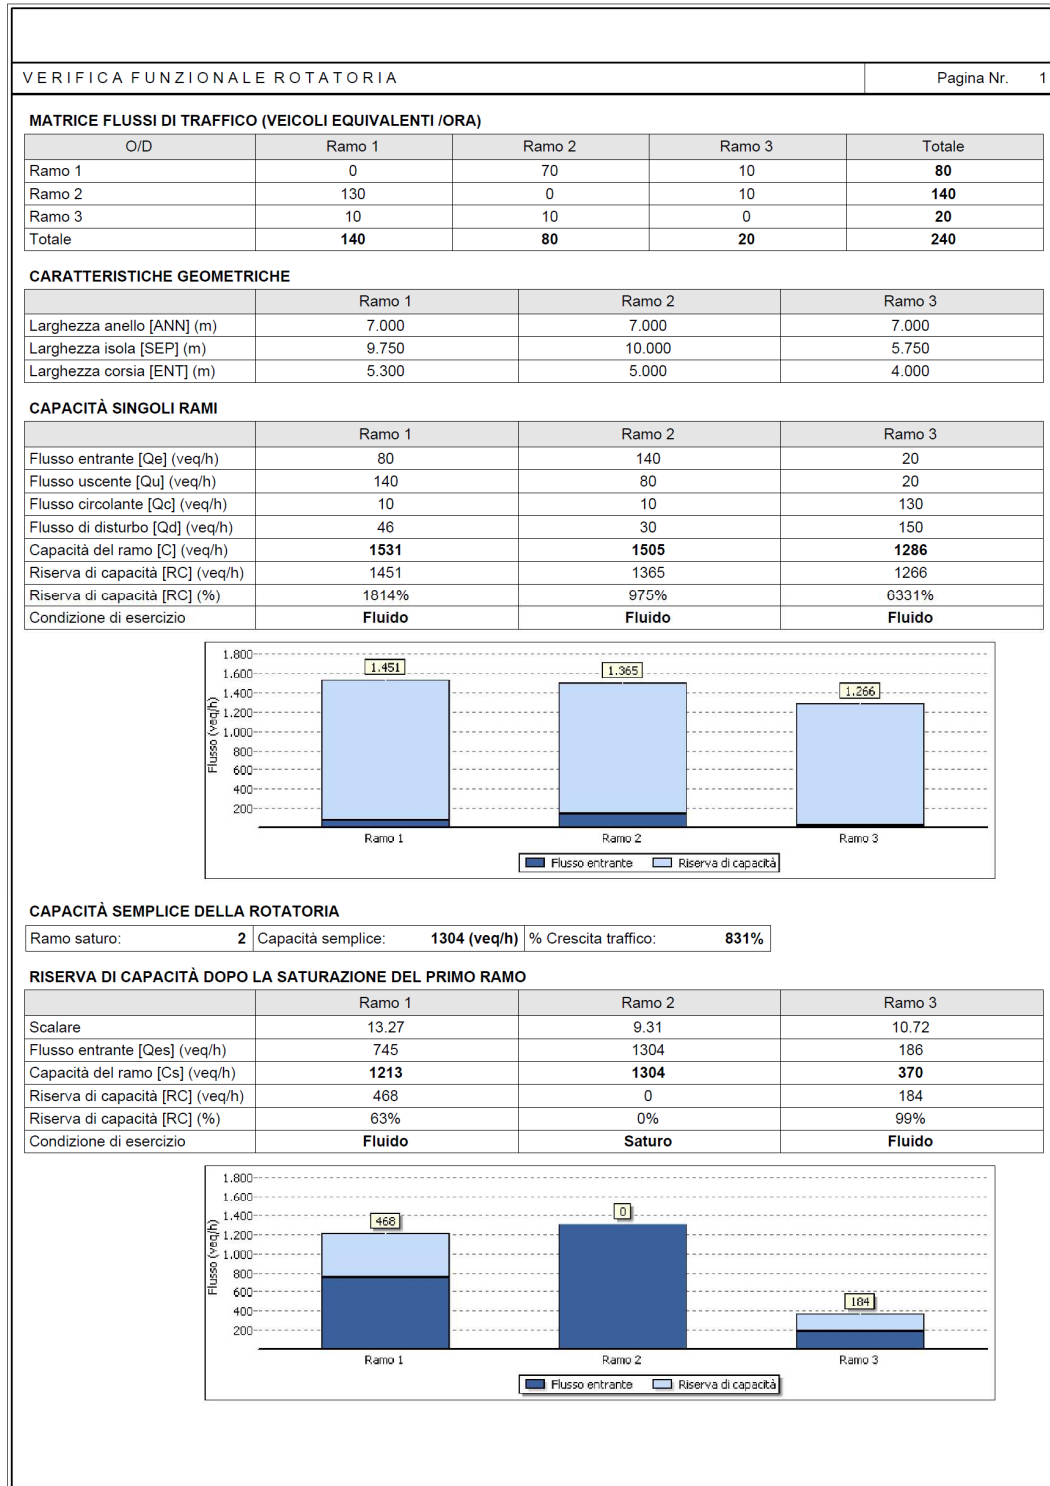 VERIFICA FUNZIONALE ROTATORIA Pagina Nr. 1
MATRICE FLUSSI DI TRAFFICO (VEICOLI EQUIVALENTI /ORA)
O/D Ramo 1 Ramo 2 Ramo 3 Totale
Ramo 1 0 70 10 80
Ramo 2 130 0 10 140
Ramo 3 10 10 0 20
Totale 140 80 20 240
CARATTERISTICHE GEOMETRICHE
Ramo 1 Ramo 2 Ramo 3
Larghezza anello [ANN] (m) 7.000 7.000 7.000
Larghezza isola [SEP] (m) 9.750 10.000 5.750
Larghezza corsia [ENT] (m) 5.300 5.000 4.000
CAPACITÀ SINGOLI RAMI
Ramo 1 Ramo 2 Ramo 3
Flusso entrante [Qe] (veq/h) 80 140 20
Flusso uscente [Qu] (veq/h) 140 80 20
Flusso circolante [Qc] (veq/h) 10 10 130
Flusso di disturbo [Qd] (veq/h) 46 30 150
Capacità del ramo [C] (veq/h) 1531 1505 1286
Riserva di capacità [RC] (veq/h) 1451 1365 1266
Riserva di capacità [RC] (%) 1814% 975% 6331%
Condizione di esercizio Fluido Fluido Fluido
Flusso (veq/h)
1.800
1.600
1.400
1.200
1.000
800
600
400
200
1.451 1.365 1.266
Ramo 1 Ramo 2 Ramo 3
Flusso entrante Riserva di capacità
CAPACITÀ SEMPLICE DELLA ROTATORIA
Ramo saturo: 2 Capacità semplice: 1304 (veq/h) % Crescita traffico: 831%
RISERVA DI CAPACITÀ DOPO LA SATURAZIONE DEL PRIMO RAMO
Ramo 1 Ramo 2 Ramo 3
Scalare 13.27 9.31 10.72
Flusso entrante [Qes] (veq/h) 745 1304 186
Capacità del ramo [Cs] (veq/h) 1213 1304 370
Riserva di capacità [RC] (veq/h) 468 0 184
Riserva di capacità [RC] (%) 63% 0% 99%
Condizione di esercizio Fluido Saturo Fluido
Flusso (veq/h)
1.800
1.600
1.400
1.200
1.000
800
600
400
200
468 0 184
Ramo 1 Ramo 2 Ramo 3
Flusso entrante Riserva di capacità